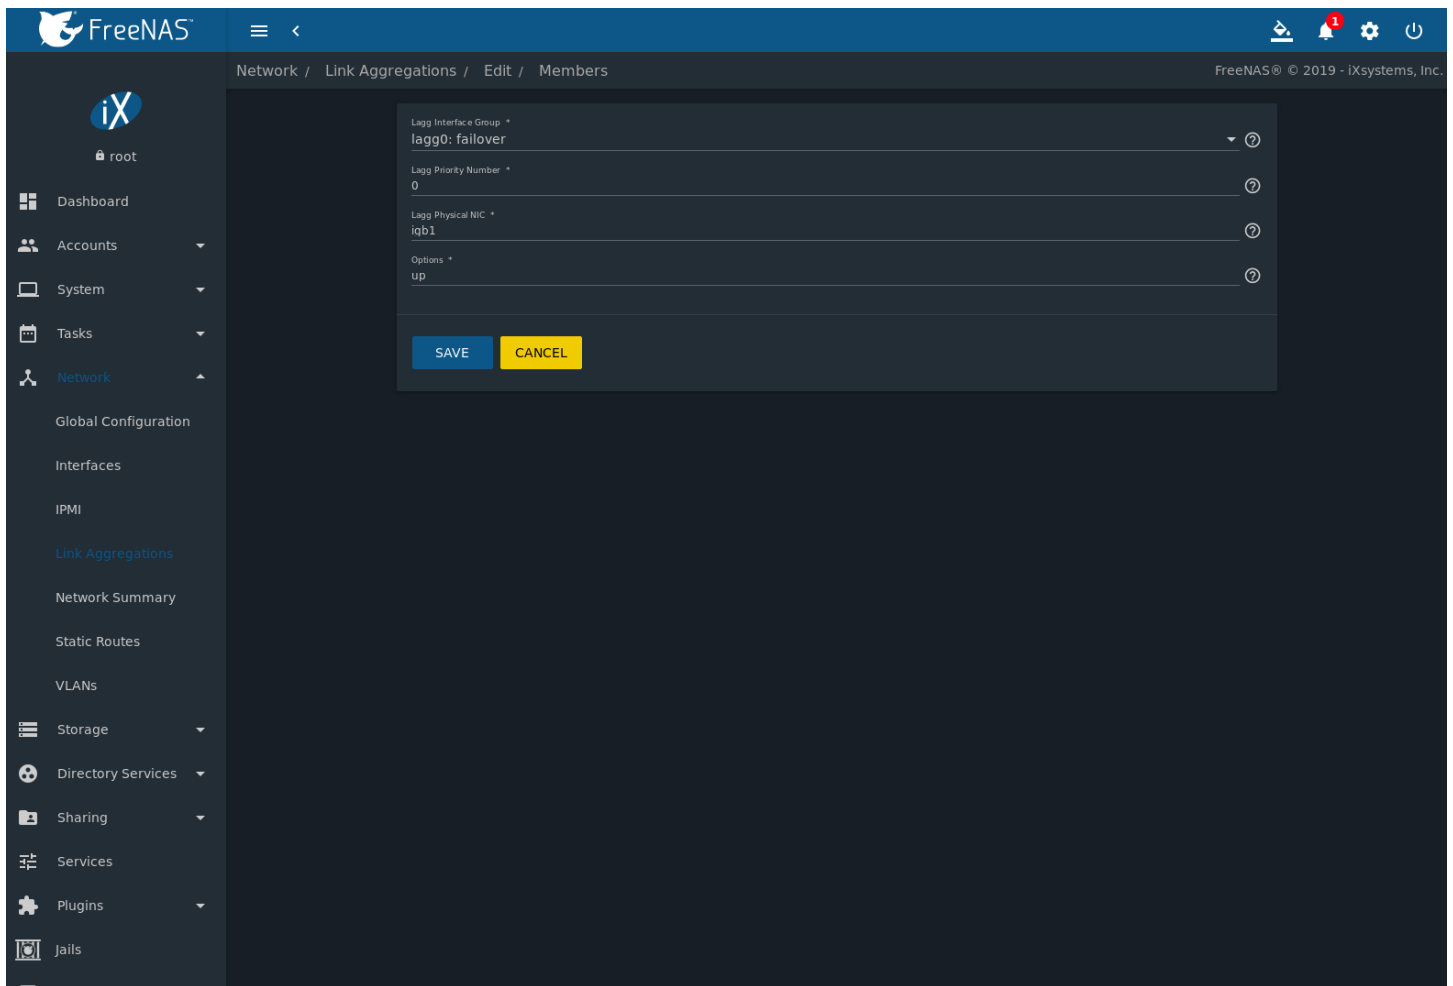 FreeNAS™
1
Network / Link Aggregations / Edit / Members
FreeNAS® © 2019 - iXsystems, Inc.
iX
root
Dashboard
Accounts
System
Tasks
Network
Global Configuration
Interfaces
IPMI
Link Aggregations
Network Summary
Static Routes
VLANs
Storage
Directory Services
Sharing
Services
Plugins
Jails
Lagg Interface Group *
lagg0: failover
Lagg Priority Number *
0
Lagg Physical NIC *
igb1
Options *
up
SAVE CANCEL